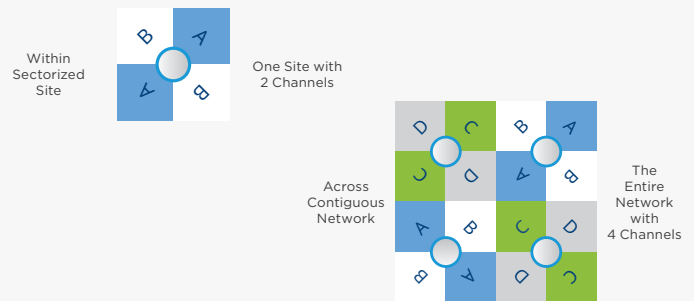 Within
Sectorized
Site
B A
A B
One Site with
2 Channels
Across
Contiguous
Network
D C B A
C D A B
A B C D
B A D C
The
Entire
Network
with
4 Channels